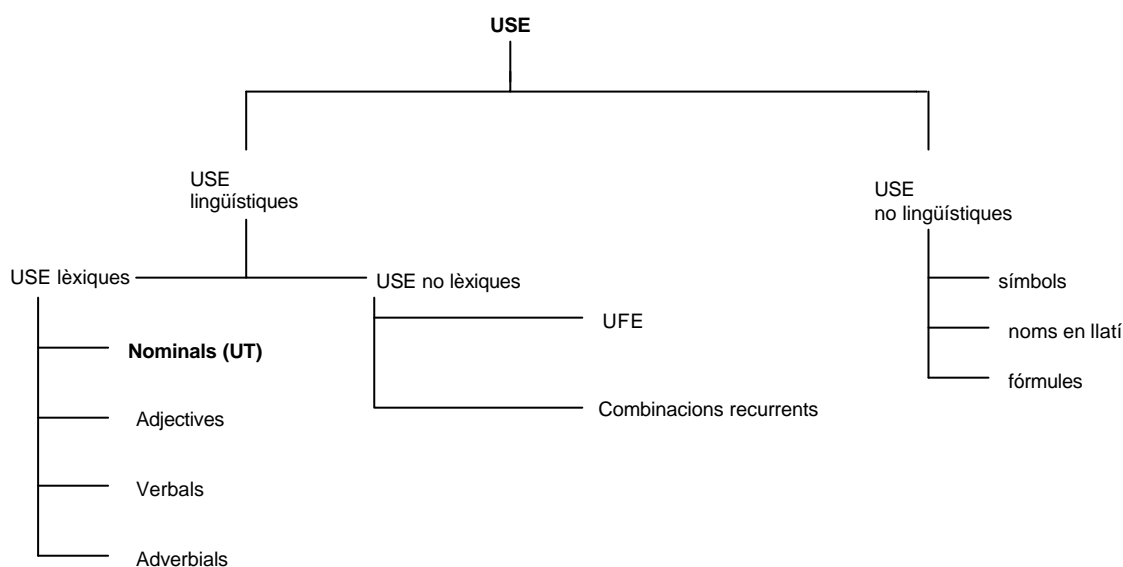 USE
USE
lingüístiques
USE
no lingüístiques
USE lèxiques
USE no lèxiques
símbols
UFE
noms en llatí
Nominals (UT)
fórmules
Combinacions recurrents
Adjectives
Verbals
Adverbials